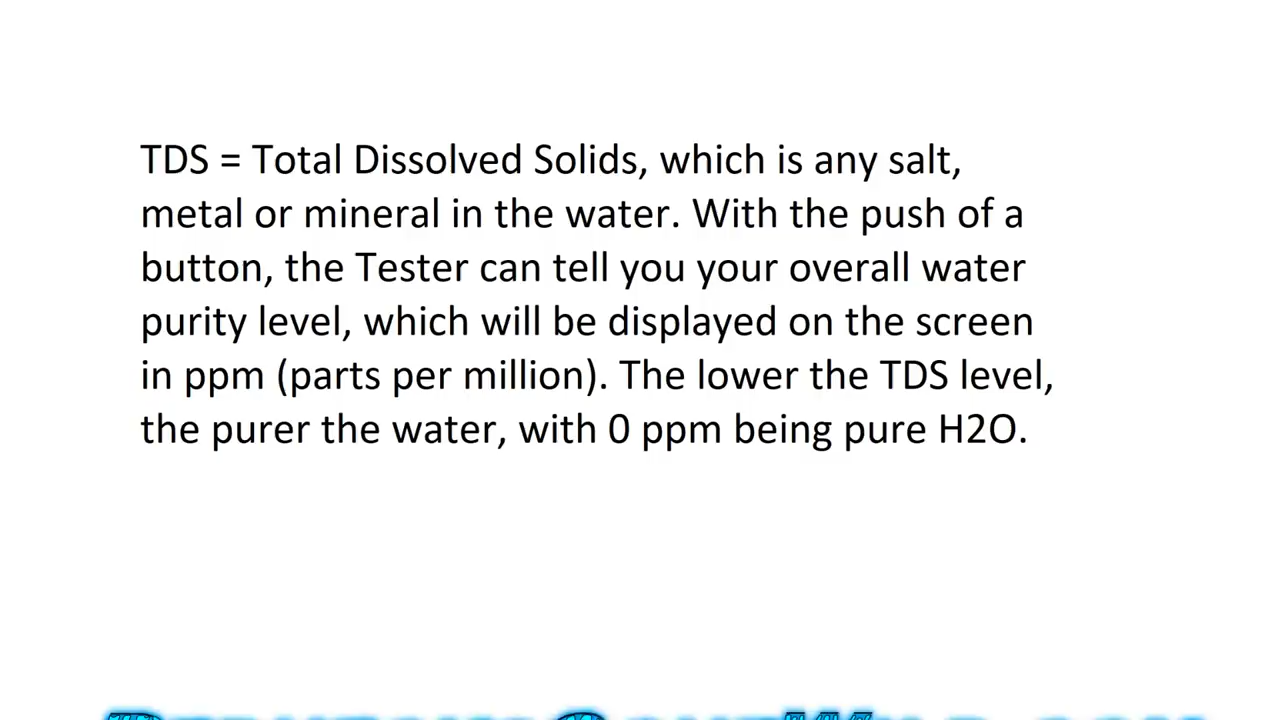 TDS = Total Dissolved Solids, which is any salt,
metal or mineral in the water. With the push of a
button, the Tester can tell you your overall water
purity level, which will be displayed on the screen
in ppm (parts per million). The lower the TDS level,
the purer the water, with 0 ppm being pure H2O.